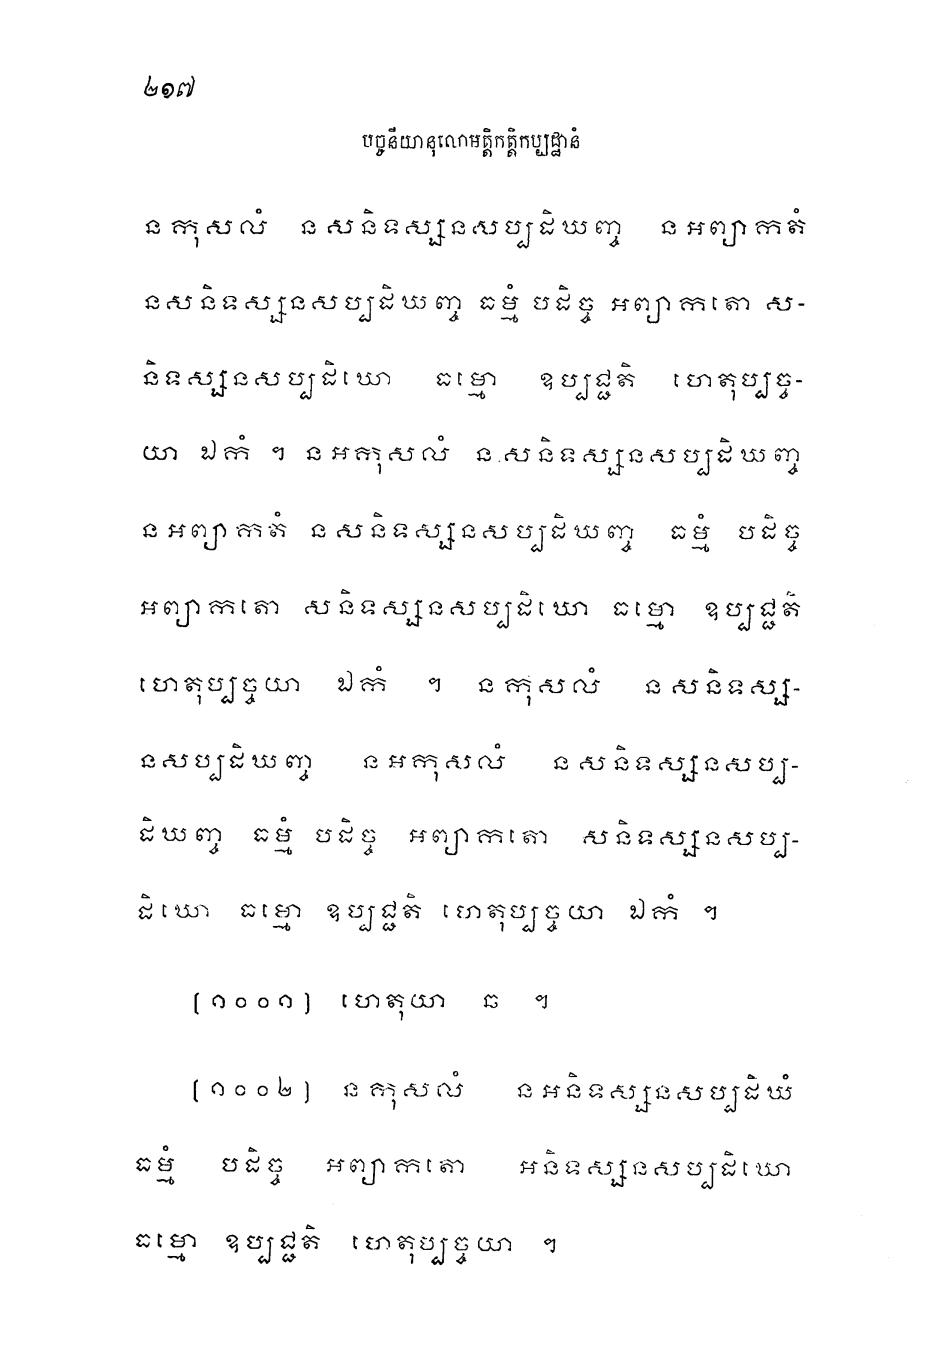 ២១៧
បច្ចនីយានុលោមត្តិកត្តិកប្បដ្ឋានំ
នកុសលំ នសនិទស្សនសប្បដិឃញ្ច នអព្យាកតំ
នសនិទស្សនសប្បដិឃញ្ច ធម្មំ បដិច្ច អព្យាកតោ ស-
និទស្សនសប្បដិឃោ ធម្មោ ឧប្បជ្ជតិ ហេតុប្បច្ច-
យា ឯកំ ។ នអកុសលំ នសនិទស្សនសប្បដិឃញ្ច
នអព្យាកតំ នសនិទស្សនសប្បដិឃញ្ច ធម្មំ បដិច្ច
អព្យាកតោ សនិទស្សនសប្បដិឃោ ធម្មោ ឧប្បជ្ជតិ
ហេតុប្បច្ចយា ឯកំ ។ នកុសលំ នសនិទស្ស-
នសប្បដិឃញ្ច នអកុសលំ នសនិទស្សនសប្ប-
ដិឃញ្ច ធម្មំ បដិច្ច អព្យាកតោ សនិទស្សនសប្ប-
ដិឃោ ធម្មោ ឧប្បជ្ជតិ ហេតុប្បច្ចយា ឯកំ ។
(១០០១) ហេតុយា ឆ ។
(១០០២) នកុសលំ នអនិទស្សនសប្បដិឃំ
ធម្មំ បដិច្ច អព្យាកតោ អនិទស្សនសប្បដិឃោ
ធម្មោ ឧប្បជ្ជតិ ហេតុប្បច្ចយា ។